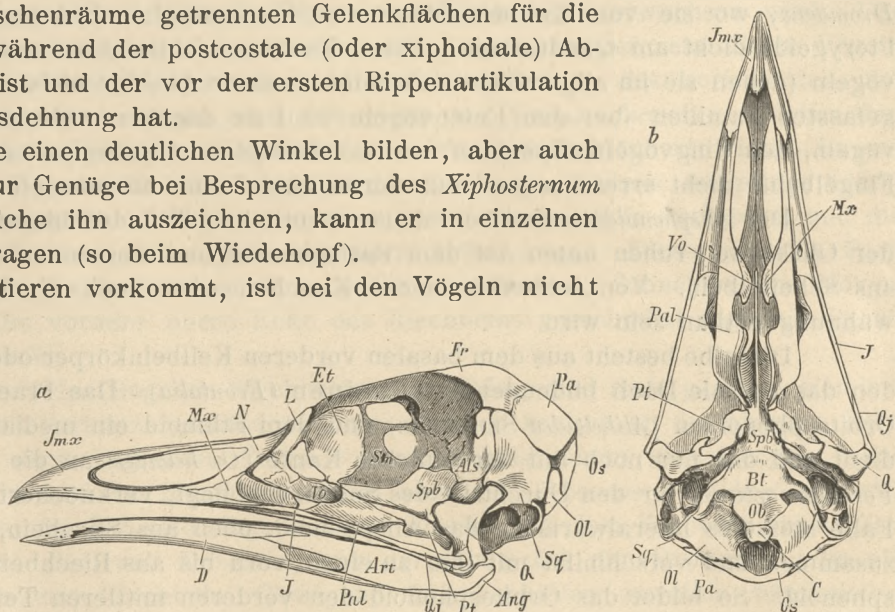 schenräume getrennten Gelenkflächen für die
während der postcostale (oder xiphoidale) Ab-
ist und der vor der ersten Rippenartikulation
sdehnung hat.
e einen deutlichen Winkel bilden, aber auch
ur Genüge bei Besprechung des Xiphosternum
lche ihn auszeichnen, kann er in einzelnen
ragen (so beim Wiedehopf).
tieren vorkommt, ist bei den Vögeln nicht
a
Jmx
Mx
N
L
Et
Fr
Pa
Sm
Als
Spb
Os
Ol
Sq
D
J
Pal
Art
Qj
Pt
Ang
Q
b
Jmx
Mx
Vo
Pal
J
Pt
Qj
Spb
Q
Bt
Ob
Sq
Ol
Pa
C
Os